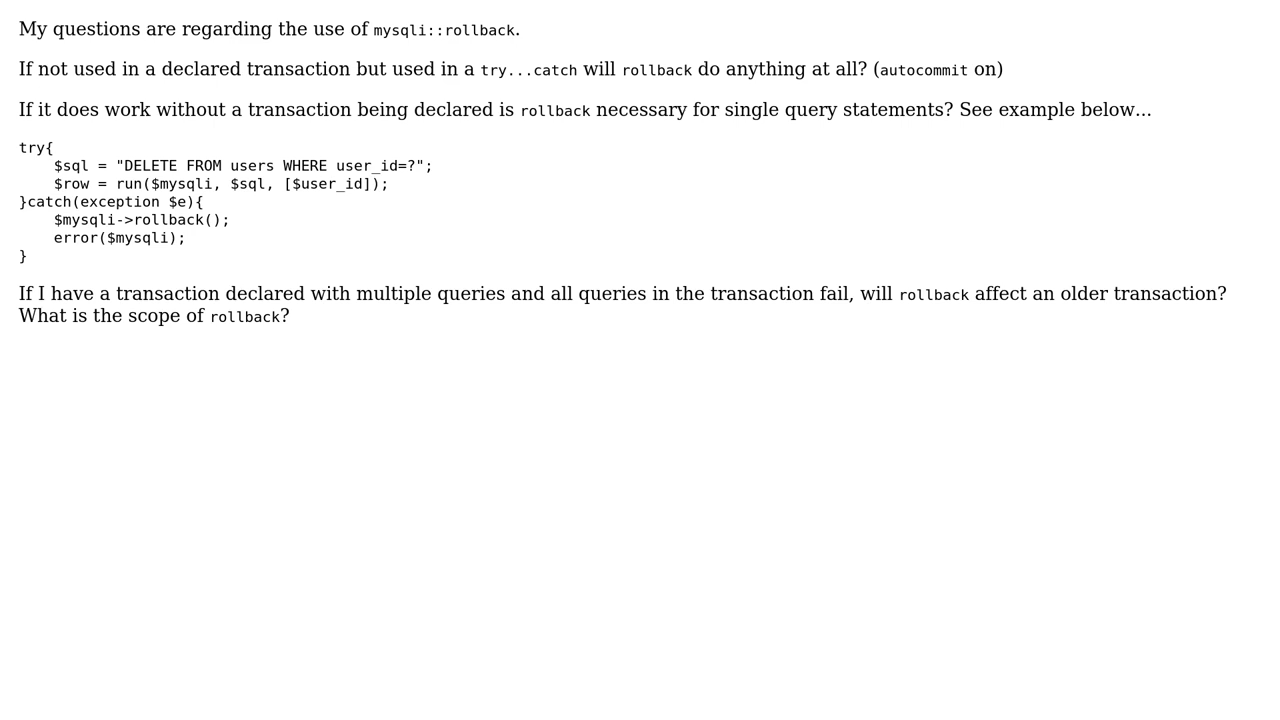 My questions are regarding the use of mysqli::rollback.
If not used in a declared transaction but used in a try...catch will rollback do anything at all? (autocommit on)
If it does work without a transaction being declared is rollback necessary for single query statements? See example below...
try{
    $sql = "DELETE FROM users WHERE user_id=?";
    $row = run($mysqli, $sql, [$user_id]);
}catch(exception $e){
    $mysqli->rollback();
    error($mysqli);
}
If I have a transaction declared with multiple queries and all queries in the transaction fail, will rollback affect an older transaction?
What is the scope of rollback?